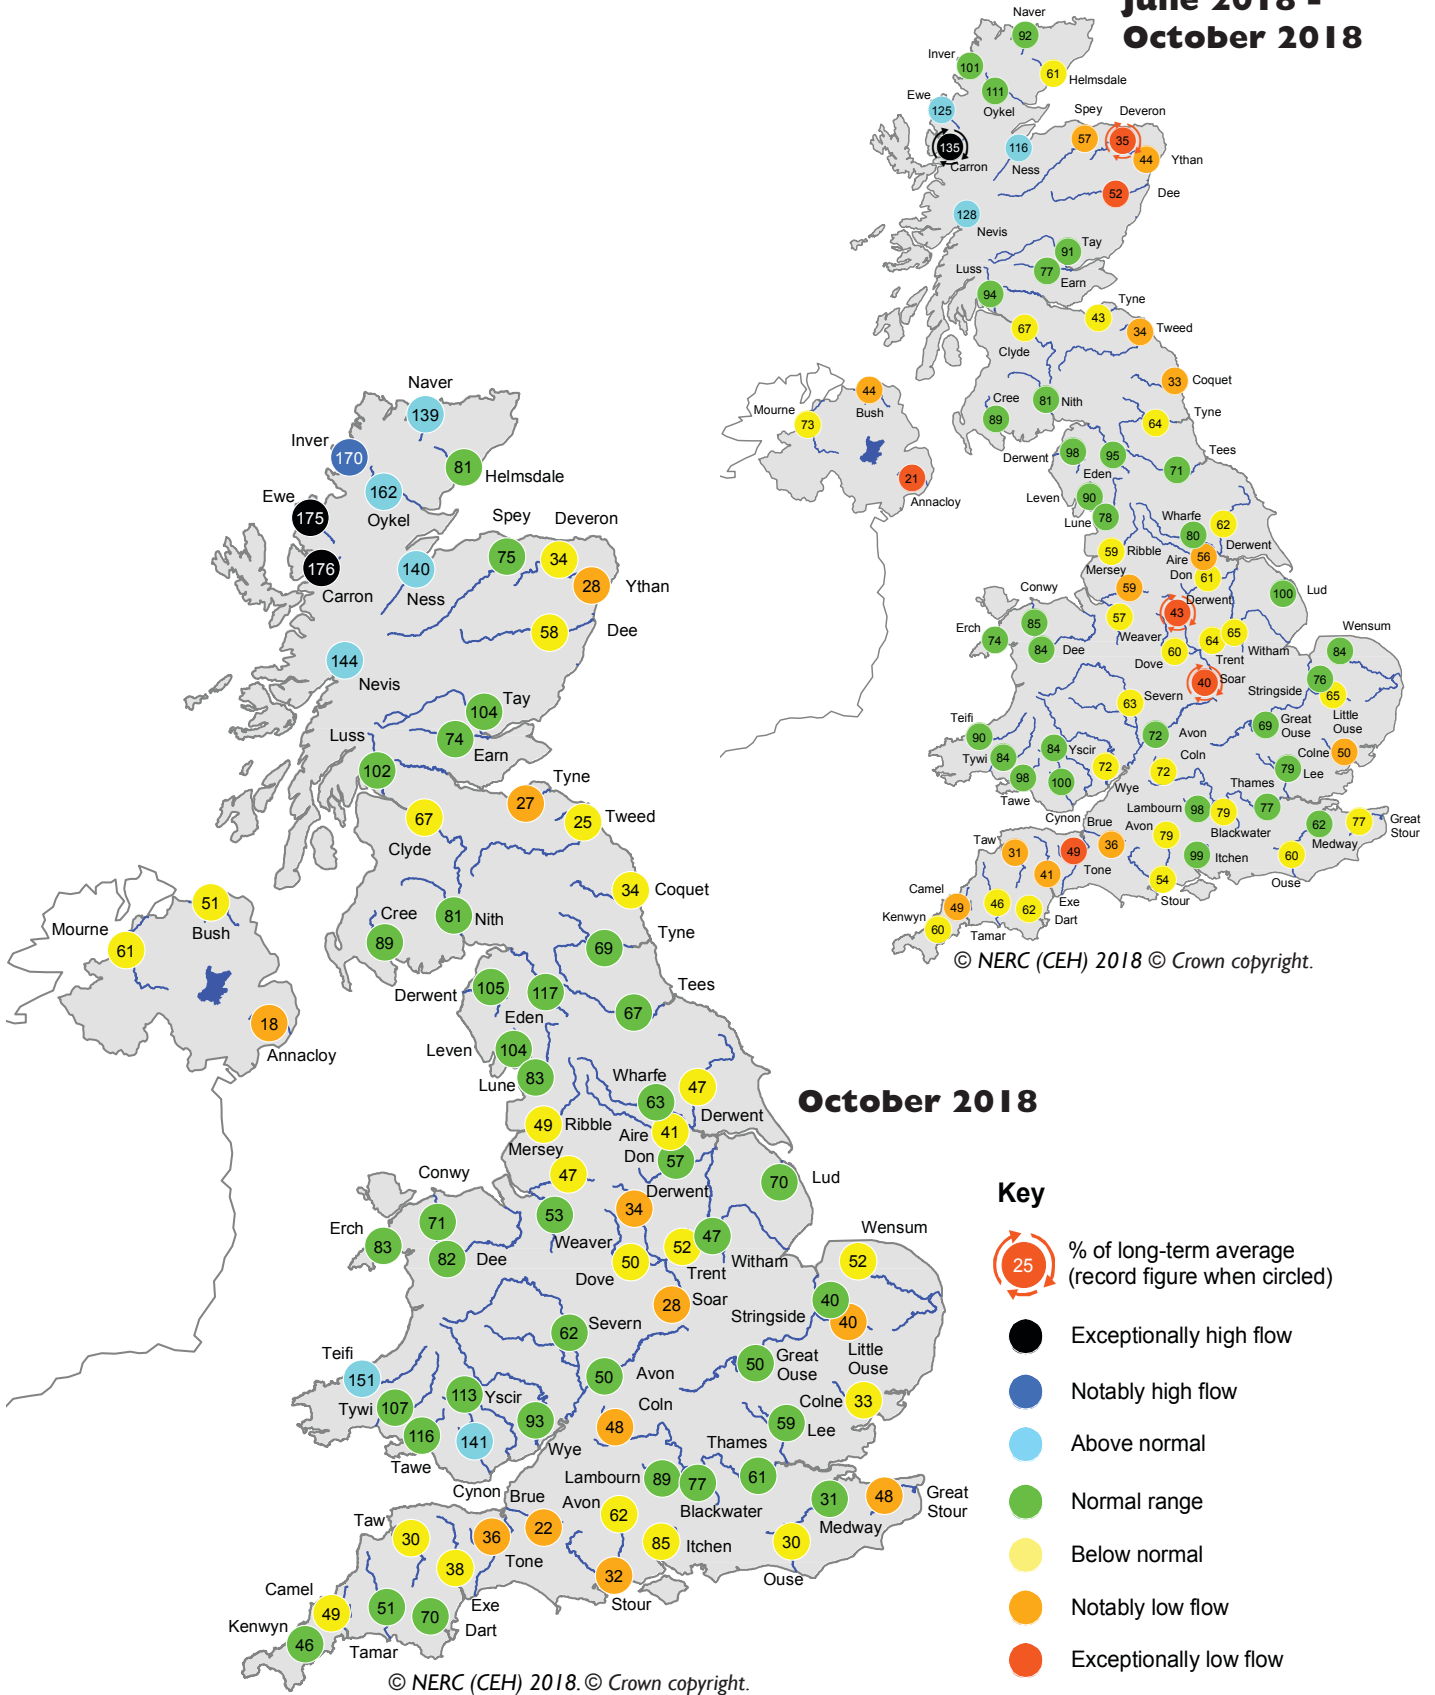 June 2018 -
October 2018
Naver
92
Inver
101
61
Helmsdale
111
Oykel
Ewe
125
Spey
Deveron
57
35
135
Carron
116
Ness
44
Ythan
52
Dee
128
Nevis
91
Tay
77
Earn
Luss
94
Tyne
43
67
34
Tweed
Clyde
33
Coquet
44
Bush
Mourne
73
21
Annacloy
Cree
89
81
Nith
64
Tyne
Derwent
98
95
Eden
71
Tees
Leven
90
Lune
78
Wharfe
80
62
Derwent
59
Ribble
Aire
56
Mersey
59
Don
61
100
Lud
Conwy
85
57
Weaver
43
Derwent
Erch
74
84
Dee
64
65
Witham
Wensum
84
Dove
60
Trent
40
Soar
76
Stringside
65
Little
Ouse
63
Severn
69
Great
Ouse
Teifi
90
72
Avon
Colne
50
Tywi
84
84
Yscir
72
Wye
Coln
72
79
Lee
98
Tawe
100
Cynon
Thames
77
Lambourn
98
79
Blackwater
62
Medway
77
Great
Stour
Brue
36
Avon
79
Taw
31
49
Tone
99
Itchen
60
Ouse
41
Exe
54
Stour
Camel
49
46
Tamar
62
Dart
Kenwyn
60
© NERC (CEH) 2018 © Crown copyright.
Naver
139
Inver
170
81
Helmsdale
162
Oykel
Ewe
175
Spey
Deveron
75
34
176
Carron
140
Ness
28
Ythan
58
Dee
144
Nevis
104
Tay
74
Earn
Luss
102
Tyne
27
67
Clyde
25
Tweed
34
Coquet
51
Bush
Mourne
61
18
Annacloy
Cree
89
81
Nith
69
Tyne
Derwent
105
117
Eden
67
Tees
Leven
104
Lune
83
Wharfe
63
47
Derwent
49
Ribble
Aire
41
Mersey
47
Don
57
70
Lud
Conwy
71
53
Weaver
34
Derwent
Erch
83
82
Dee
52
47
Witham
Wensum
52
Dove
50
Trent
28
Soar
Stringside
40
40
Little
Ouse
62
Severn
50
Great
Ouse
Teifi
151
50
Avon
Colne
33
Tywi
107
113
Yscir
93
Wye
Coln
48
59
Lee
116
Tawe
141
Cynon
Thames
61
Lambourn
89
77
Blackwater
31
Medway
48
Great
Stour
Brue
22
Avon
62
Taw
30
36
Tone
85
Itchen
30
Ouse
38
Exe
32
Stour
Camel
49
51
Tamar
70
Dart
Kenwyn
46
© NERC (CEH) 2018. © Crown copyright.
October 2018
Key
25
% of long-term average
(record figure when circled)
Exceptionally high flow
Notably high flow
Above normal
Normal range
Below normal
Notably low flow
Exceptionally low flow